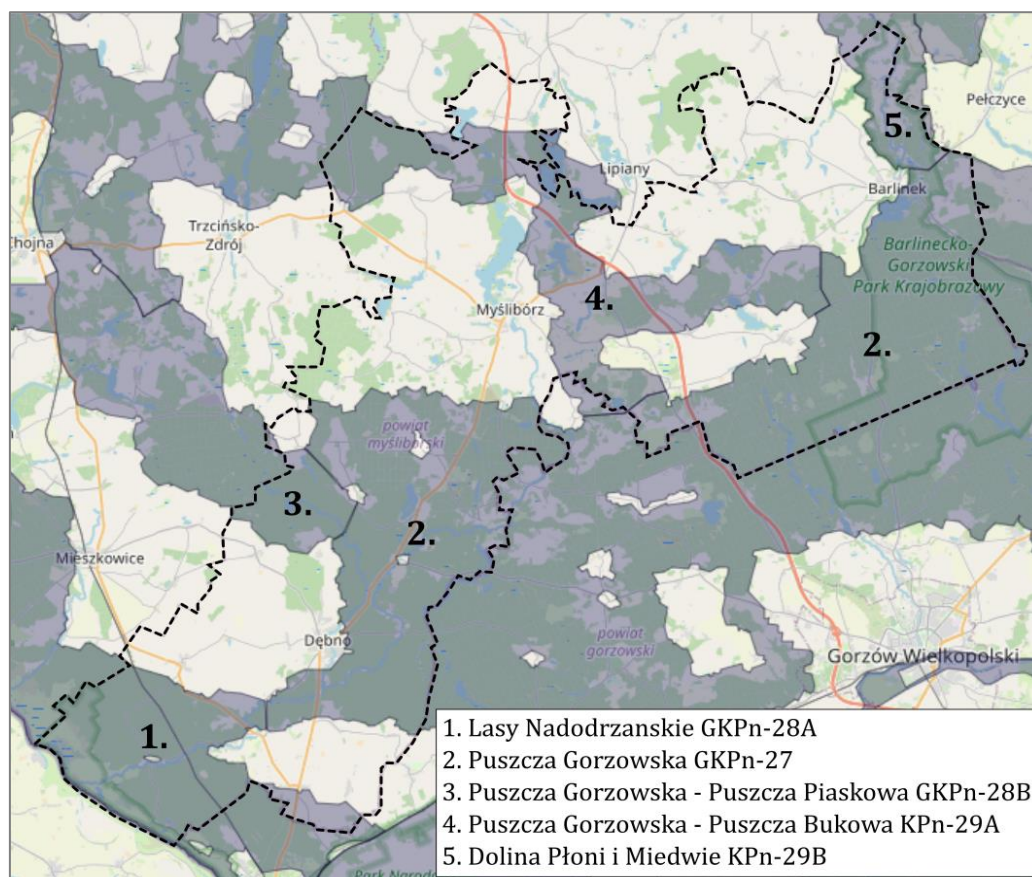 Pełczyce
5.
Lipiany
Barlinek
Trzcińsko-
Zdrój
Chojna
Barlinecko-
Gorzowski
Park Krajobrazowy
4.
Myślibórz
2.
powiat
myśliborski
3.
2.
Mieszkowice
Dębno
powiat
gorzowski
Gorzów Wielkopolski
1.
1. Lasy Nadodrzanskie GKPn-28A
2. Puszcza Gorzowska GKPn-27
3. Puszcza Gorzowska - Puszcza Piaskowa GKPn-28B
4. Puszcza Gorzowska - Puszcza Bukowa KPn-29A
5. Dolina Płoni i Miedwie KPn-29B
Park Narod